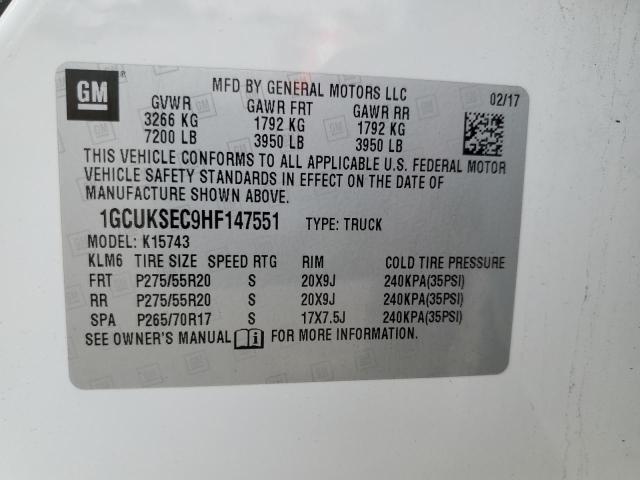 GM
MFD BY GENERAL MOTORS LLC 02/17
GVWR GAWR FRT GAWR RR
3266 KG 1792 KG 1792 KG
7200 LB 3950 LB 3950 LB
THIS VEHICLE CONFORMS TO ALL APPLICABLE U.S. FEDERAL MOTOR
VEHICLE SAFETY STANDARDS IN EFFECT ON THE DATE OF
MANUFACTURE SHOWN ABOVE.
1GCUKSEC9HF147551 TYPE: TRUCK
MODEL: K15743
KLM6 TIRE SIZE SPEED RTG RIM COLD TIRE PRESSURE
FRT P275/55R20 S 20X9J 240KPA(35PSI)
RR P275/55R20 S 20X9J 240KPA(35PSI)
SPA P265/70R17 S 17X7.5J 240KPA(35PSI)
SEE OWNER'S MANUAL FOR MORE INFORMATION.